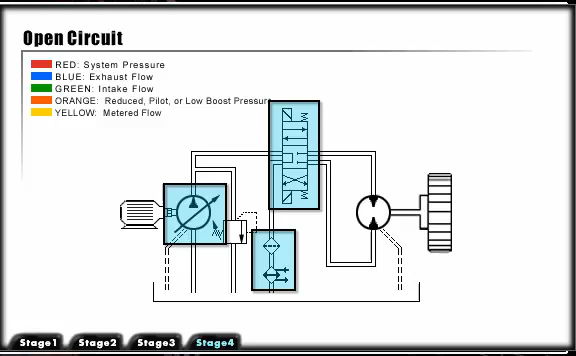 Open Circuit
RED: System Pressure
BLUE: Exhaust Flow
GREEN: Intake Flow
ORANGE: Reduced, Pilot, or Low Boost Pressure
YELLOW: Metered Flow
Stage1 Stage2 Stage3 Stage4